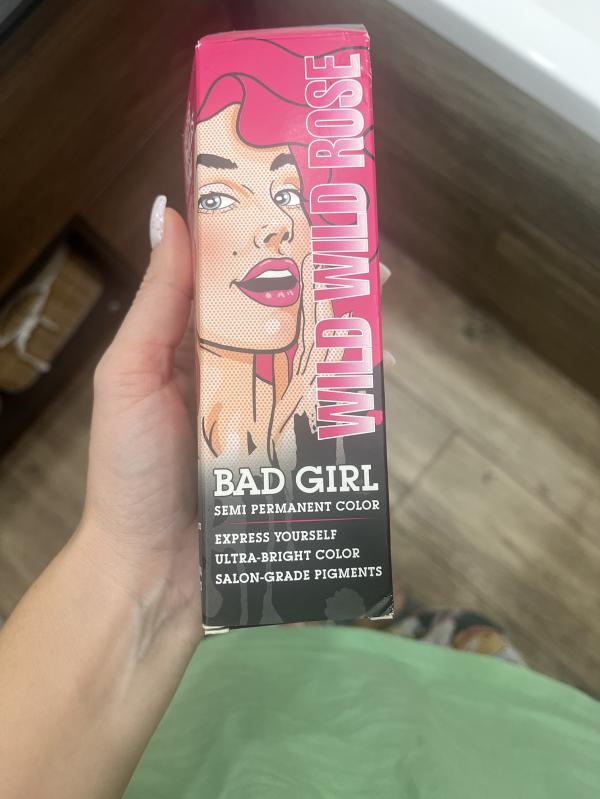 WILD WILD ROSE
BAD GIRL
SEMI PERMANENT COLOR
EXPRESS YOURSELF
ULTRA-BRIGHT COLOR
SALON-GRADE PIGMENTS